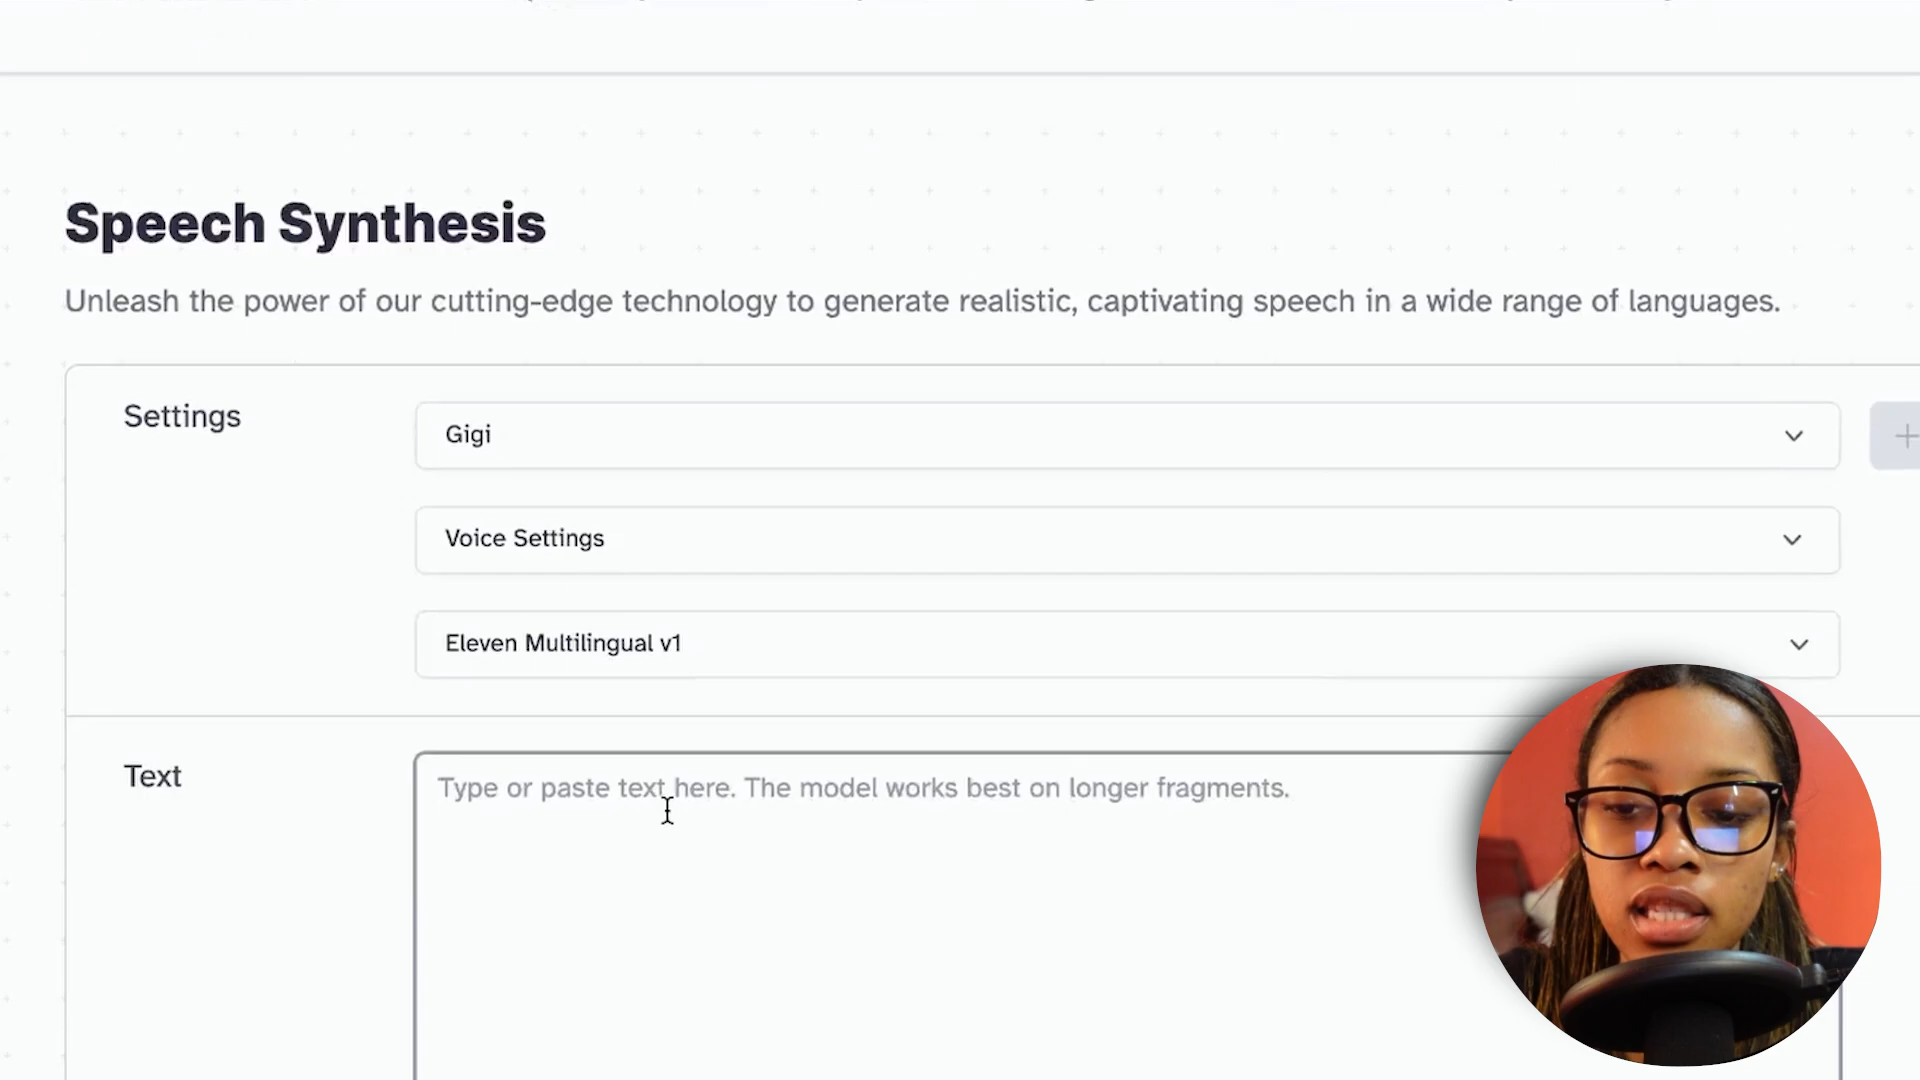 Speech Synthesis
Unleash the power of our cutting-edge technology to generate realistic, captivating speech in a wide range of languages.
Settings
Gigi
Voice Settings
Eleven Multilingual v1
Text
Type or paste text here. The model works best on longer fragments.